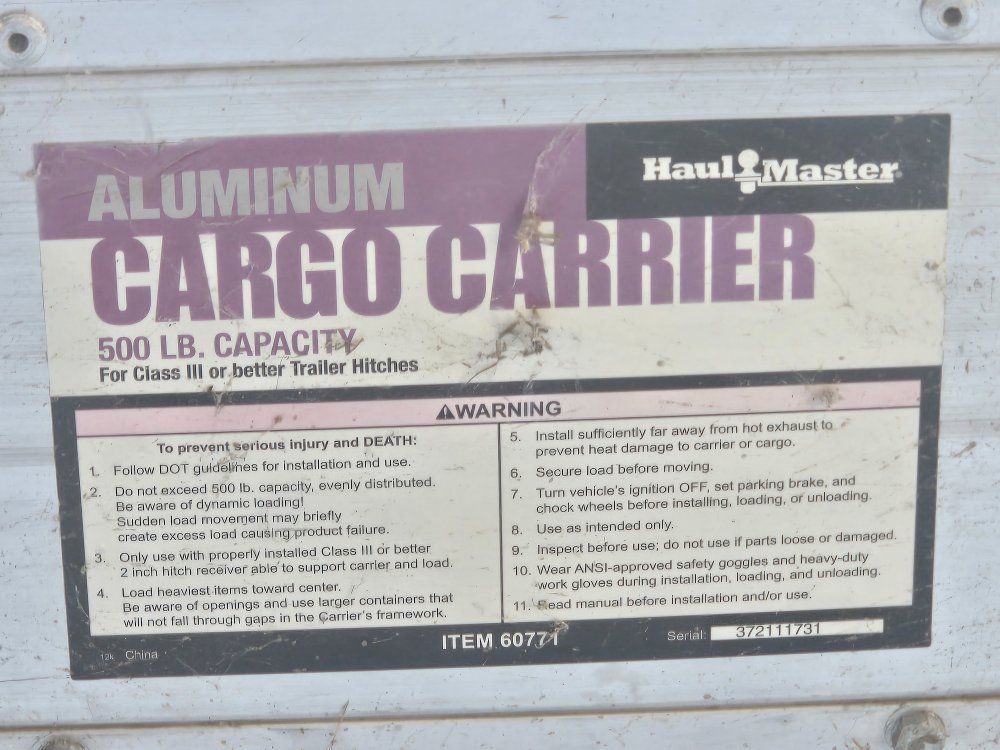 ALUMINUM
Haul Master
CARGO CARRIER
500 LB. CAPACITY
For Class III or better Trailer Hitches
WARNING
To prevent serious injury and DEATH:
1. Follow DOT guidelines for installation and use.
2. Do not exceed 500 lb. capacity, evenly distributed.
Be aware of dynamic loading!
Sudden load movement may briefly
create excess load causing product failure.
3. Only use with properly installed Class III or better
2 inch hitch receiver able to support carrier and load.
4. Load heaviest items toward center.
Be aware of openings and use larger containers that
will not fall through gaps in the Carrier's framework.
5. Install sufficiently far away from hot exhaust to
prevent heat damage to carrier or cargo.
6. Secure load before moving.
7. Turn vehicle's ignition OFF, set parking brake, and
chock wheels before installing, loading, or unloading.
8. Use as intended only.
9. Inspect before use; do not use if parts loose or damaged.
10. Wear ANSI-approved safety goggles and heavy-duty
work gloves during installation, loading, and unloading.
11. Read manual before installation and/or use.
12k China
ITEM 60771
Serial: 372111731